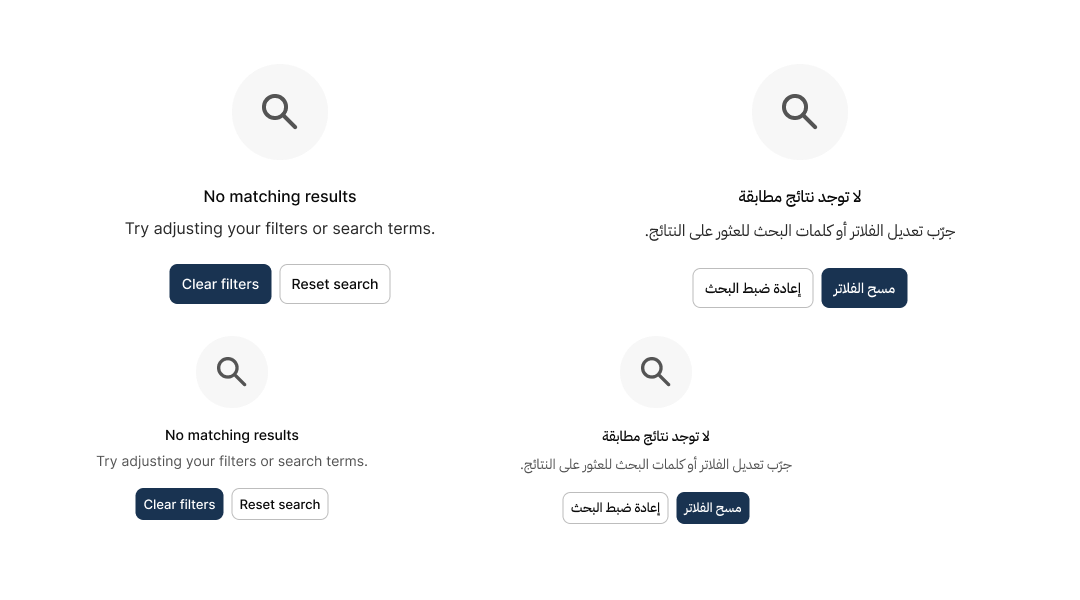 No matching results
Try adjusting your filters or search terms.
Clear filters
Reset search
لا توجد نتائج مطابقة
جرّب تعديل الفلاتر أو كلمات البحث للعثور على النتائج.
مسح الفلاتر
إعادة ضبط البحث
No matching results
Try adjusting your filters or search terms.
Clear filters
Reset search
لا توجد نتائج مطابقة
جرّب تعديل الفلاتر أو كلمات البحث للعثور على النتائج.
مسح الفلاتر
إعادة ضبط البحث